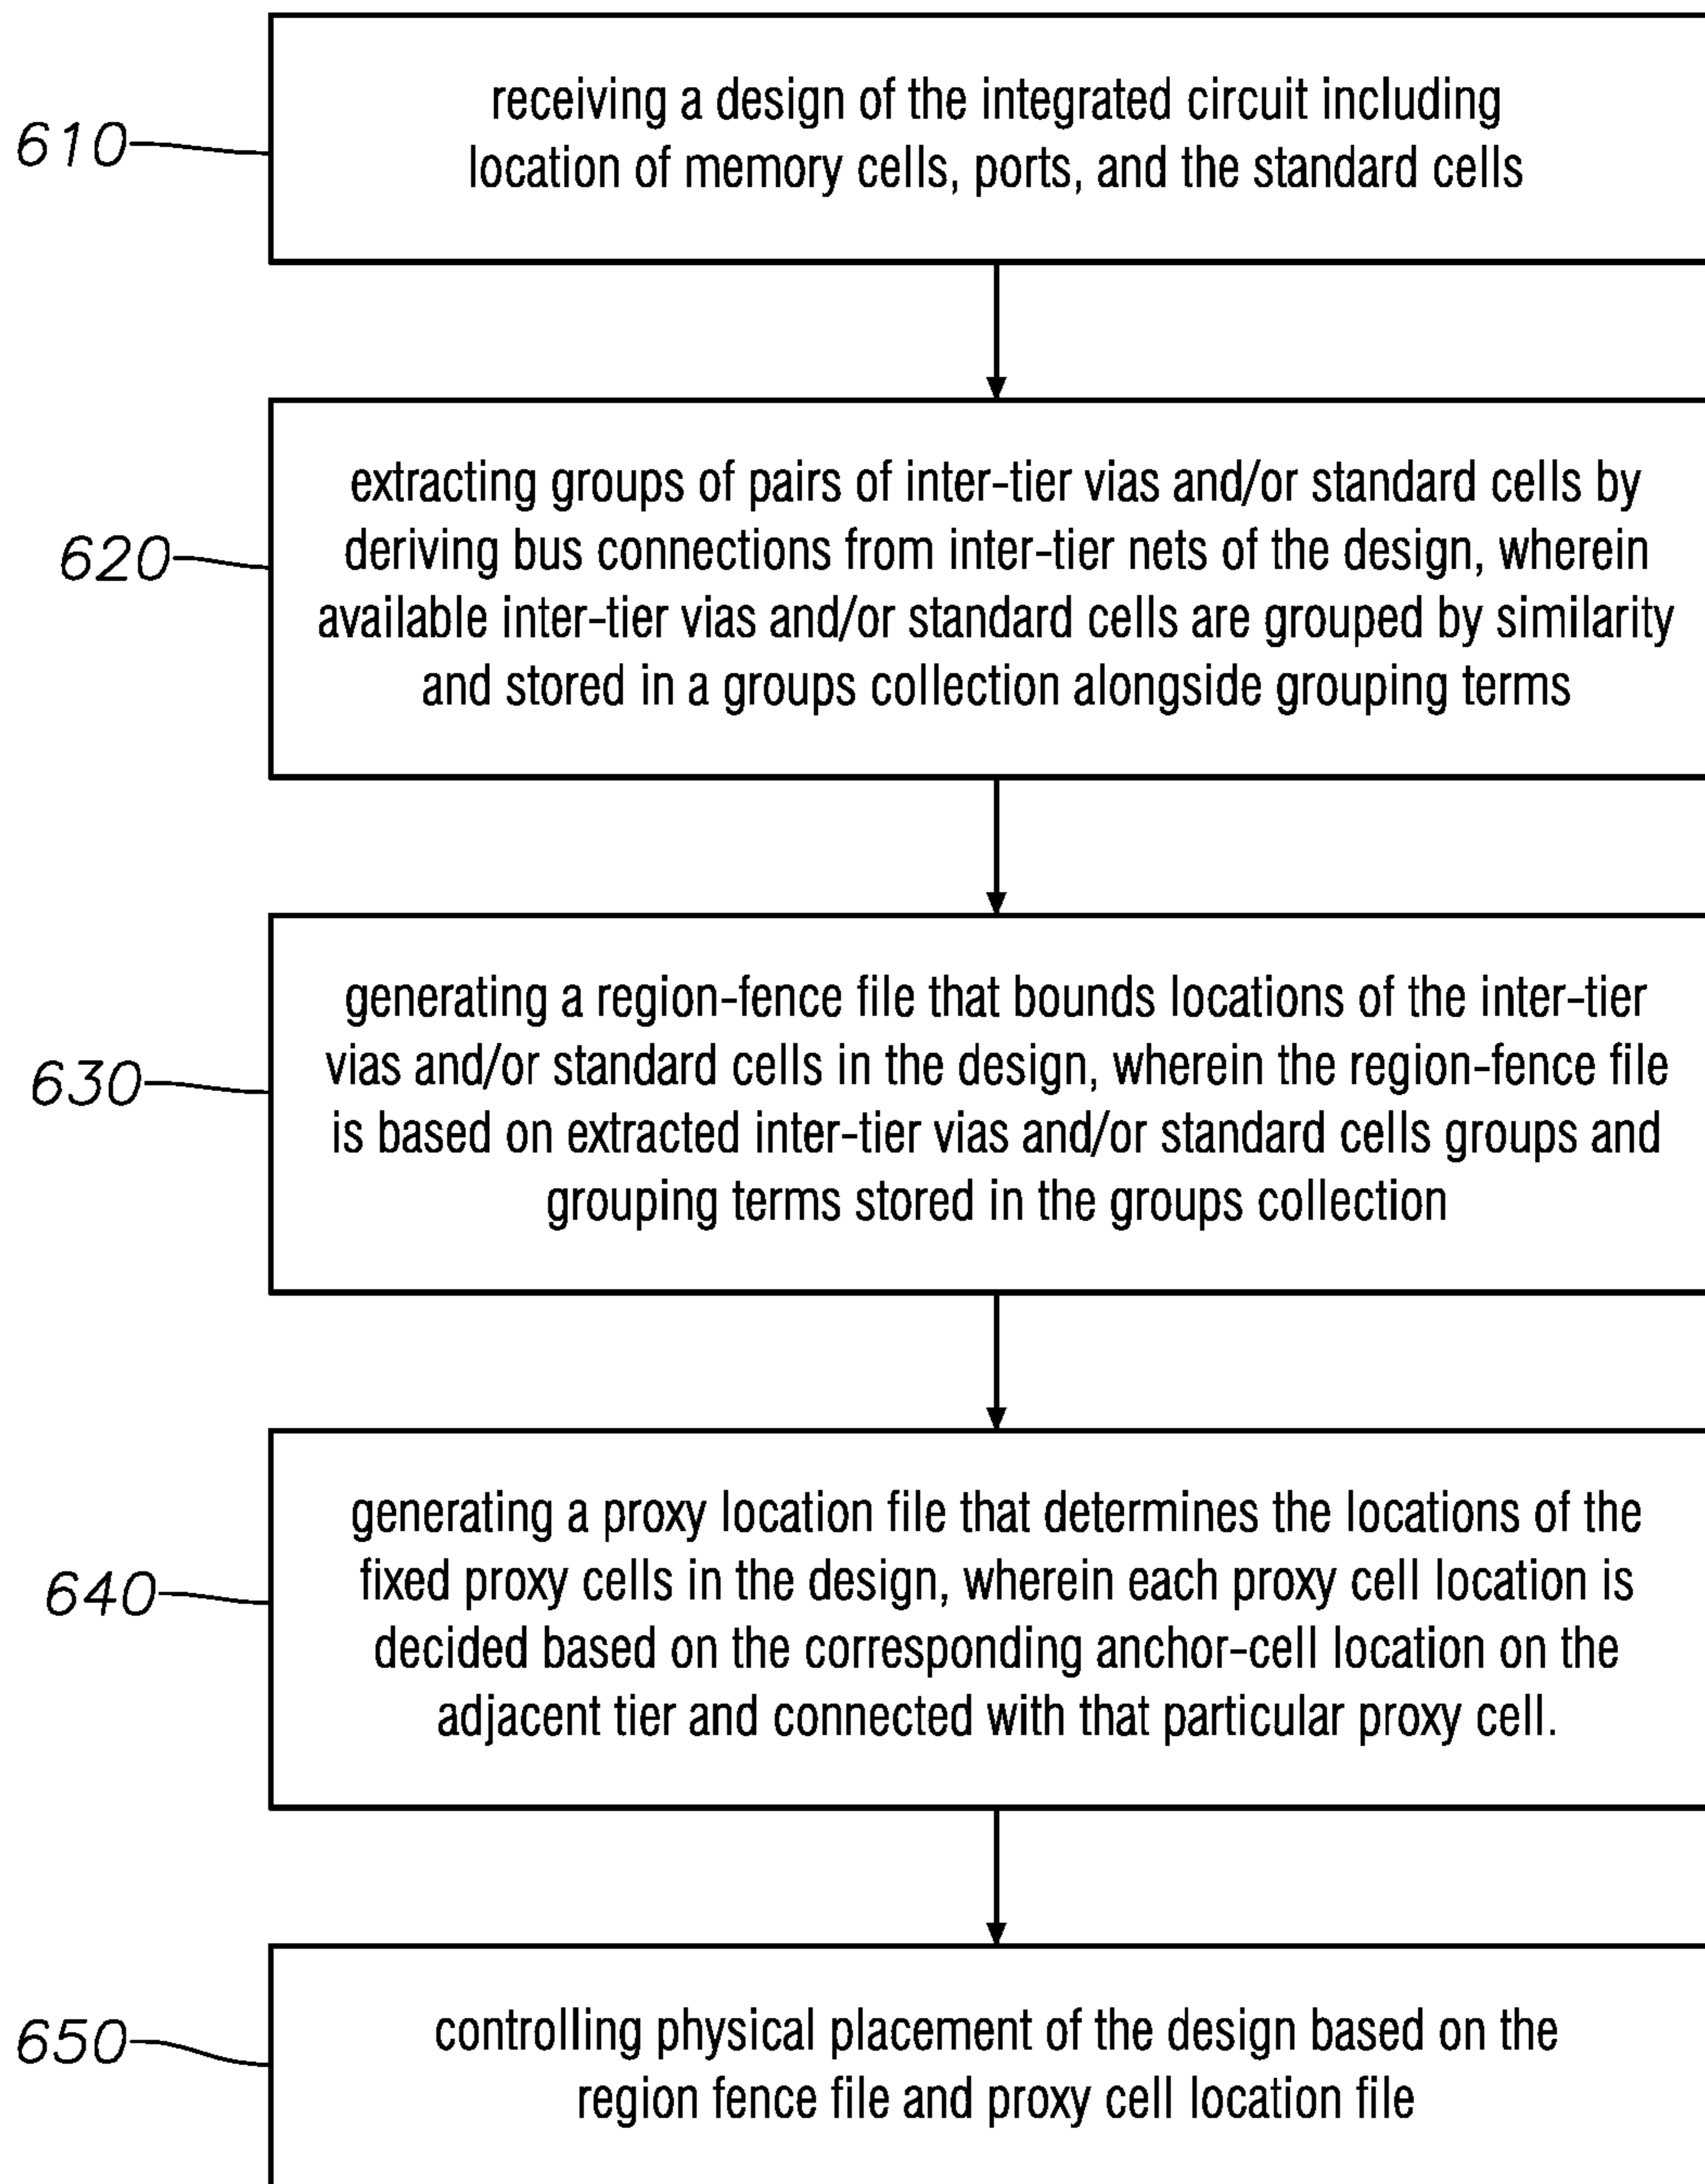 610
receiving a design of the integrated circuit including
location of memory cells, ports, and the standard cells
620
extracting groups of pairs of inter-tier vias and/or standard cells by
deriving bus connections from inter-tier nets of the design, wherein
available inter-tier vias and/or standard cells are grouped by similarity
and stored in a groups collection alongside grouping terms
630
generating a region-fence file that bounds locations of the inter-tier
vias and/or standard cells in the design, wherein the region-fence file
is based on extracted inter-tier vias and/or standard cells groups and
grouping terms stored in the groups collection
640
generating a proxy location file that determines the locations of the
fixed proxy cells in the design, wherein each proxy cell location is
decided based on the corresponding anchor-cell location on the
adjacent tier and connected with that particular proxy cell.
650
controlling physical placement of the design based on the
region fence file and proxy cell location file